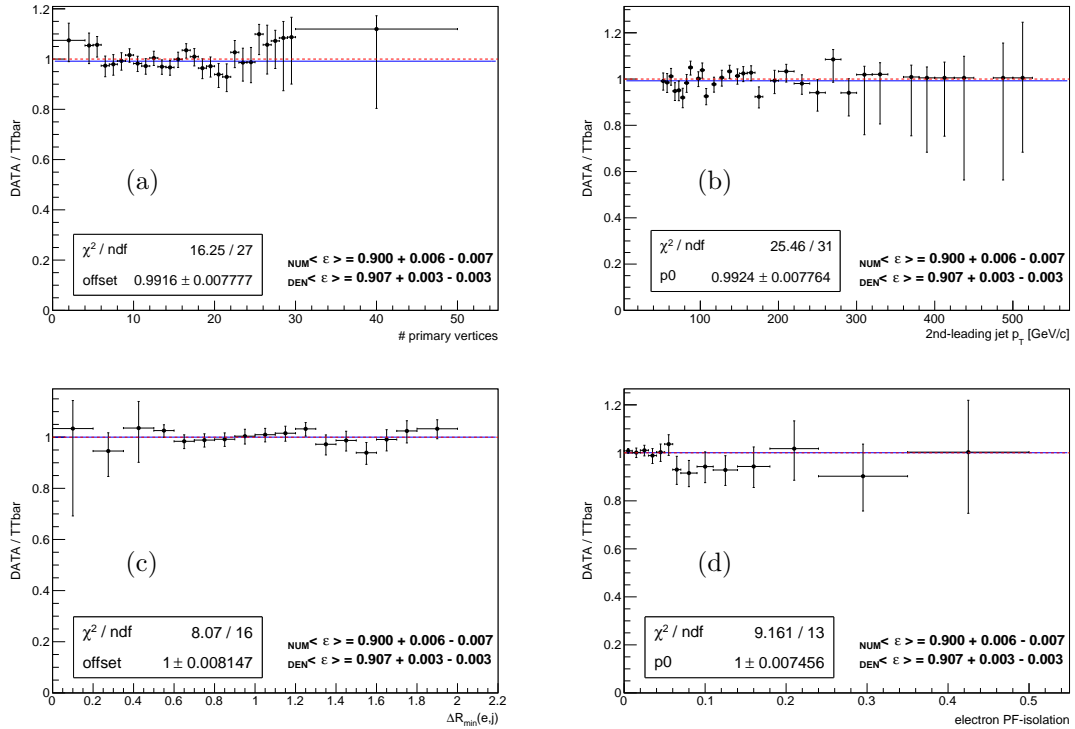 DATA / TTbar
1.2
1
0.8
0.6
0.4
0.2
0
(a)
χ² / ndf 16.25 / 27
offset 0.9916 ± 0.007777
NUM< ε > = 0.900 + 0.006 - 0.007
DEN< ε > = 0.907 + 0.003 - 0.003
0 10 20 30 40 50
# primary vertices
DATA / TTbar
1.2
1
0.8
0.6
0.4
0.2
0
(b)
χ² / ndf 25.46 / 31
p0 0.9924 ± 0.007764
NUM< ε > = 0.900 + 0.006 - 0.007
DEN< ε > = 0.907 + 0.003 - 0.003
100 200 300 400 500
2nd-leading jet p_T [GeV/c]
DATA / TTbar
1
0.8
0.6
0.4
0.2
0
(c)
χ² / ndf 8.07 / 16
offset 1 ± 0.008147
NUM< ε > = 0.900 + 0.006 - 0.007
DEN< ε > = 0.907 + 0.003 - 0.003
0 0.2 0.4 0.6 0.8 1 1.2 1.4 1.6 1.8 2 2.2
ΔR_min(e,j)
DATA / TTbar
1.2
1
0.8
0.6
0.4
0.2
0
(d)
χ² / ndf 9.161 / 13
p0 1 ± 0.007456
NUM< ε > = 0.900 + 0.006 - 0.007
DEN< ε > = 0.907 + 0.003 - 0.003
0 0.1 0.2 0.3 0.4 0.5
electron PF-isolation